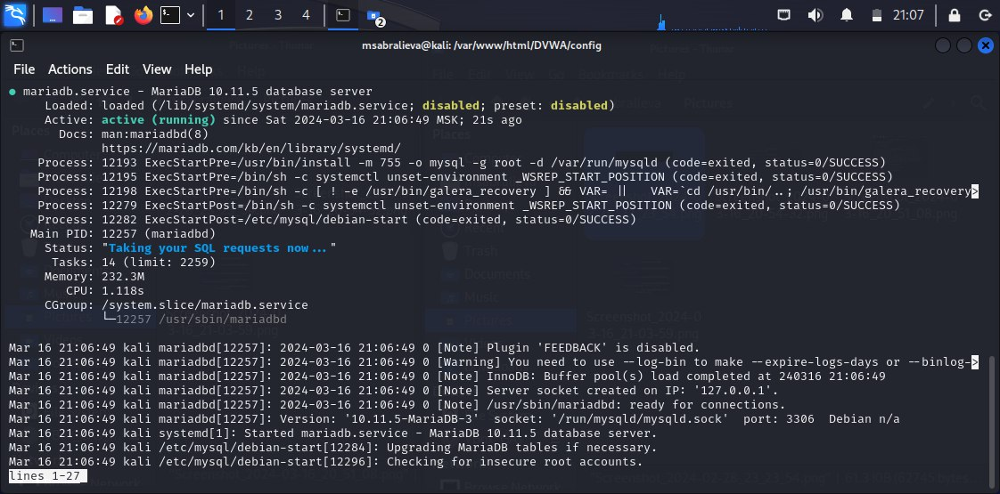 1 2 3 4
2
21:07
msabralieva@kali: /var/www/html/DVWA/config
File Actions Edit View Help
● mariadb.service - MariaDB 10.11.5 database server
Loaded: loaded (/lib/systemd/system/mariadb.service; disabled; preset: disabled)
Active: active (running) since Sat 2024-03-16 21:06:49 MSK; 21s ago
Docs: man:mariadbd(8)
https://mariadb.com/kb/en/library/systemd/
Process: 12193 ExecStartPre=/usr/bin/install -m 755 -o mysql -g root -d /var/run/mysqld (code=exited, status=0/SUCCESS)
Process: 12195 ExecStartPre=/bin/sh -c systemctl unset-environment _WSREP_START_POSITION (code=exited, status=0/SUCCESS)
Process: 12198 ExecStartPre=/bin/sh -c [ ! -e /usr/bin/galera_recovery ] && VAR= || VAR=`cd /usr/bin/..; /usr/bin/galera_recovery>
Process: 12279 ExecStartPost=/bin/sh -c systemctl unset-environment _WSREP_START_POSITION (code=exited, status=0/SUCCESS)
Process: 12282 ExecStartPost=/etc/mysql/debian-start (code=exited, status=0/SUCCESS)
Main PID: 12257 (mariadbd)
Status: "Taking your SQL requests now..."
Tasks: 14 (limit: 2259)
Memory: 232.3M
CPU: 1.118s
CGroup: /system.slice/mariadb.service
└─12257 /usr/sbin/mariadbd
Mar 16 21:06:49 kali mariadbd[12257]: 2024-03-16 21:06:49 0 [Note] Plugin 'FEEDBACK' is disabled.
Mar 16 21:06:49 kali mariadbd[12257]: 2024-03-16 21:06:49 0 [Warning] You need to use --log-bin to make --expire-logs-days or --binlog->
Mar 16 21:06:49 kali mariadbd[12257]: 2024-03-16 21:06:49 0 [Note] InnoDB: Buffer pool(s) load completed at 240316 21:06:49
Mar 16 21:06:49 kali mariadbd[12257]: 2024-03-16 21:06:49 0 [Note] Server socket created on IP: '127.0.0.1'.
Mar 16 21:06:49 kali mariadbd[12257]: 2024-03-16 21:06:49 0 [Note] /usr/sbin/mariadbd: ready for connections.
Mar 16 21:06:49 kali mariadbd[12257]: Version: '10.11.5-MariaDB-3' socket: '/run/mysqld/mysqld.sock' port: 3306 Debian n/a
Mar 16 21:06:49 kali systemd[1]: Started mariadb.service - MariaDB 10.11.5 database server.
Mar 16 21:06:49 kali /etc/mysql/debian-start[12284]: Upgrading MariaDB tables if necessary.
Mar 16 21:06:49 kali /etc/mysql/debian-start[12296]: Checking for insecure root accounts.
lines 1-27